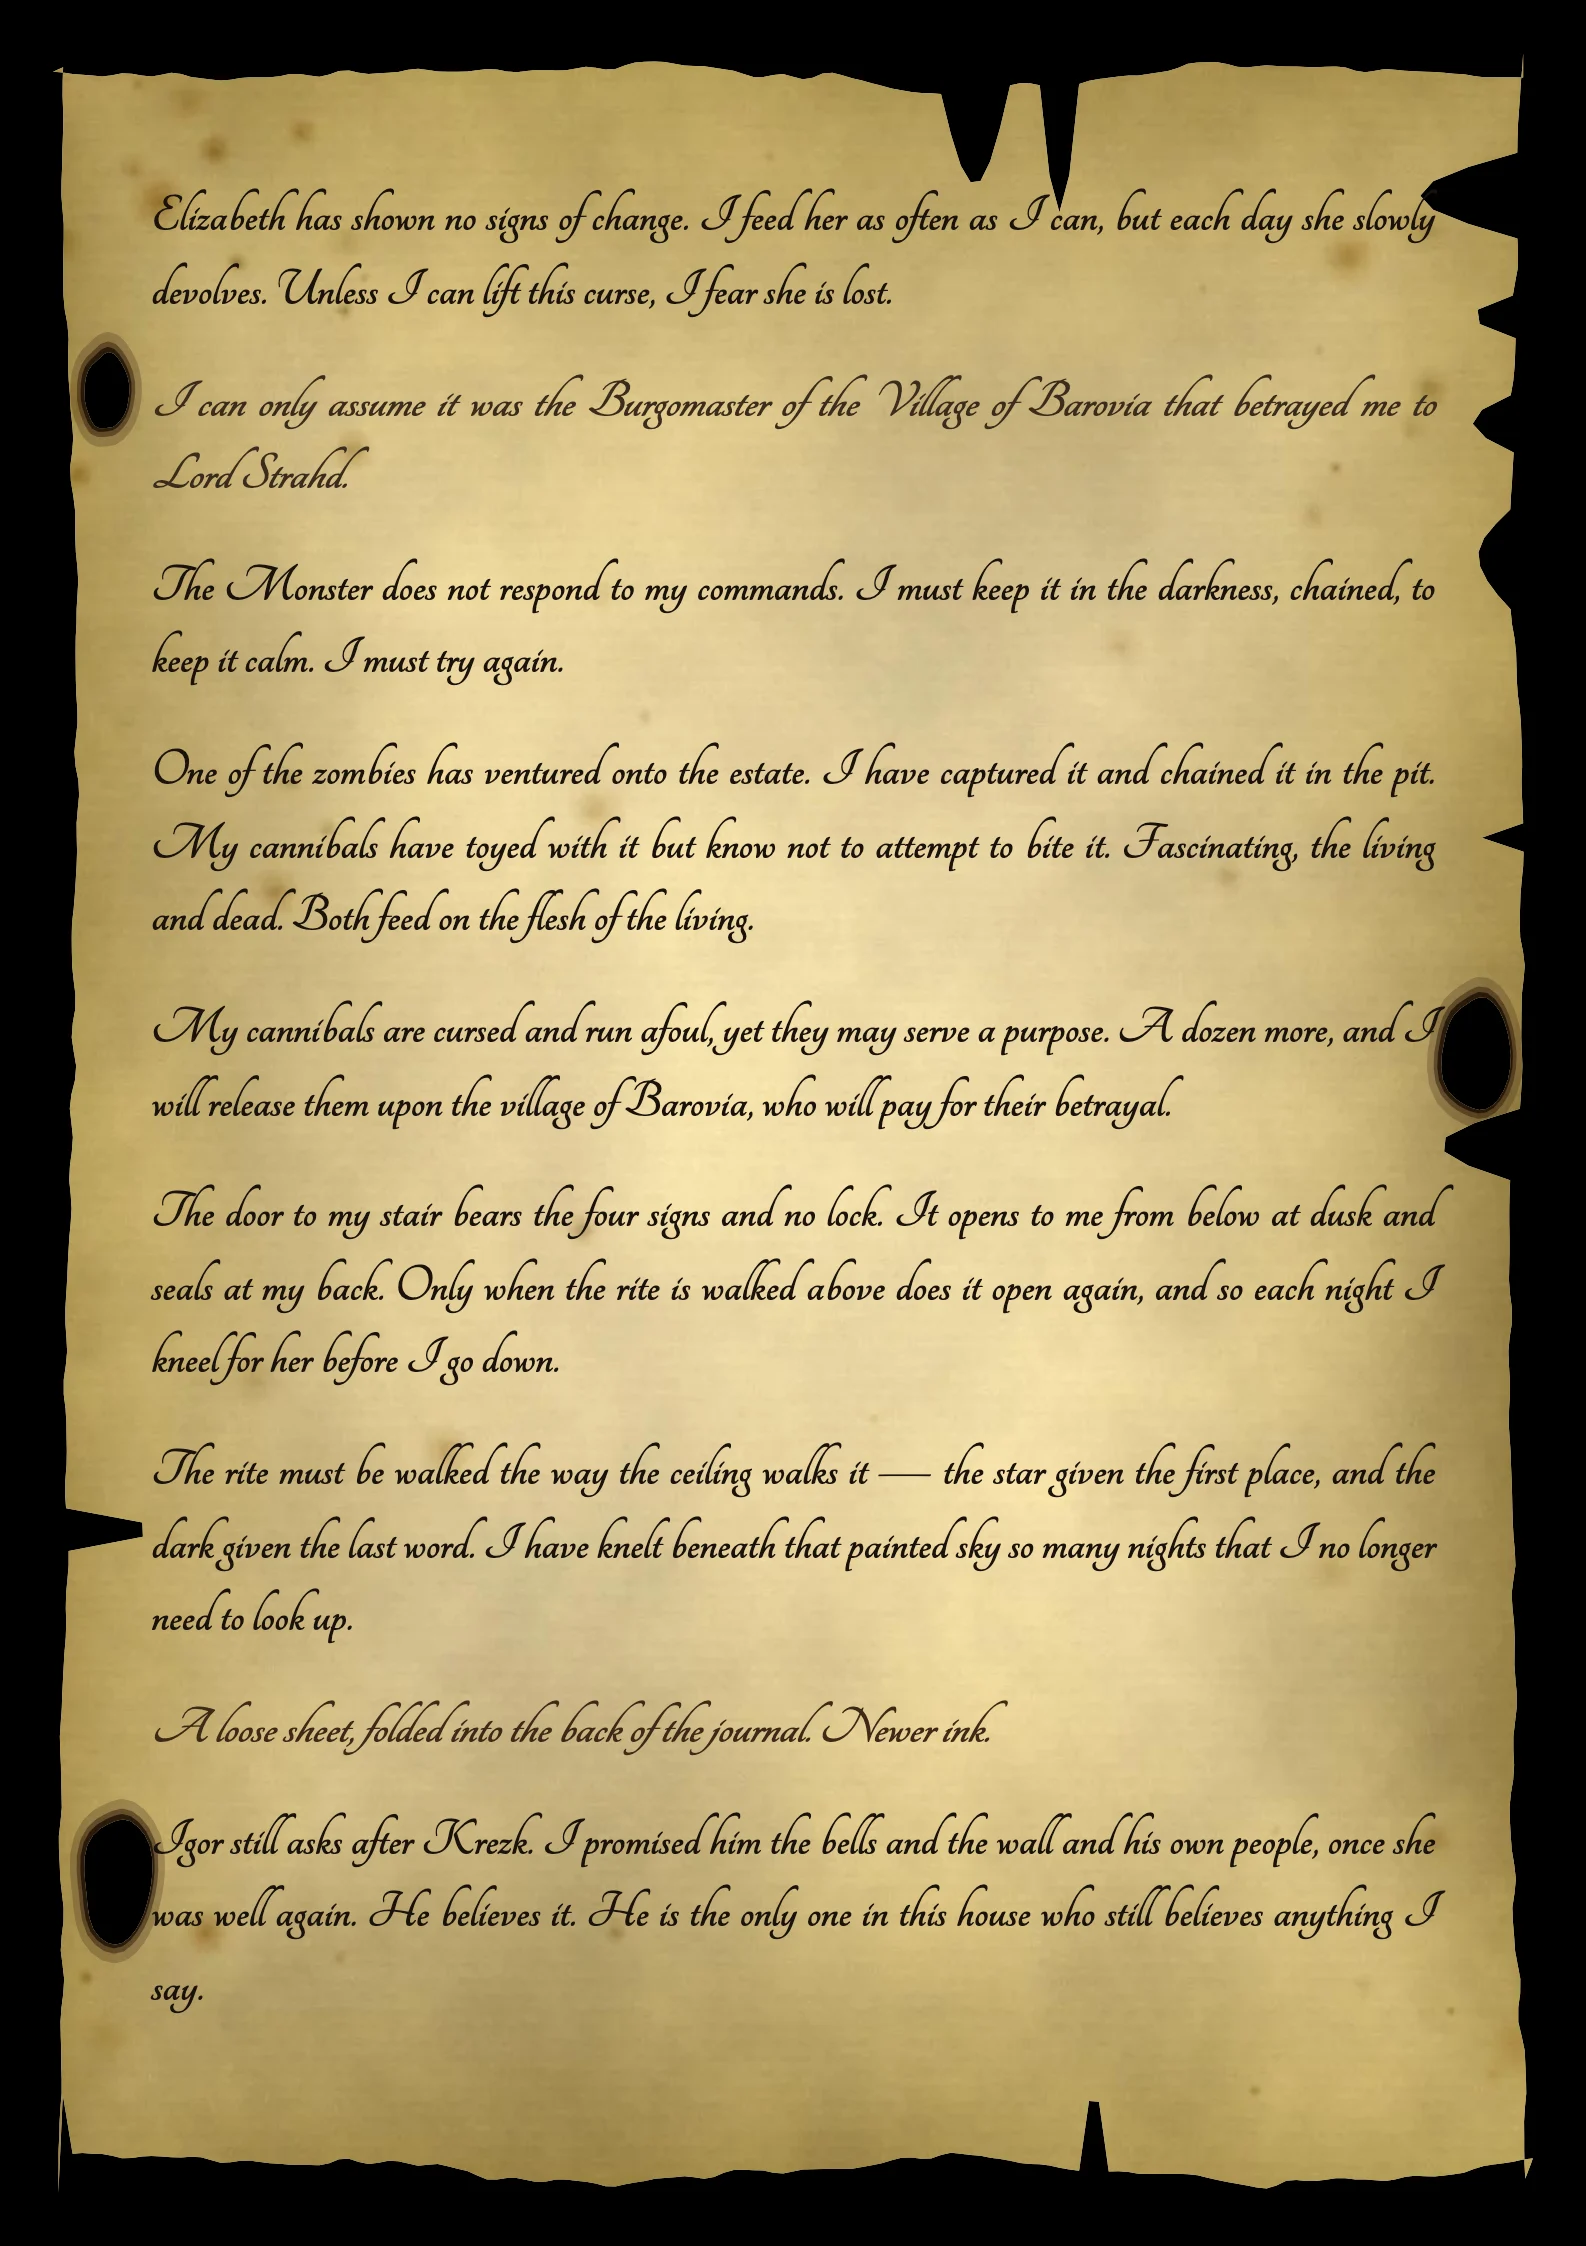 Elizabeth has shown no signs of change. I feed her as often as I can, but each day she slowly
devolves. Unless I can lift this curse, I fear she is lost.
I can only assume it was the Burgomaster of the Village of Barovia that betrayed me to
Lord Strahd.
The Monster does not respond to my commands. I must keep it in the darkness, chained, to
keep it calm. I must try again.
One of the zombies has ventured onto the estate. I have captured it and chained it in the pit.
My cannibals have toyed with it but know not to attempt to bite it. Fascinating, the living
and dead. Both feed on the flesh of the living.
My cannibals are cursed and run afoul, yet they may serve a purpose. A dozen more, and I
will release them upon the village of Barovia, who will pay for their betrayal.
The door to my stair bears the four signs and no lock. It opens to me from below at dusk and
seals at my back. Only when the rite is walked above does it open again, and so each night I
kneel for her before I go down.
The rite must be walked the way the ceiling walks it — the star given the first place, and the
dark given the last word. I have knelt beneath that painted sky so many nights that I no longer
need to look up.
A loose sheet, folded into the back of the journal. Newer ink.
Igor still asks after Krezk. I promised him the bells and the wall and his own people, once she
was well again. He believes it. He is the only one in this house who still believes anything I
say.